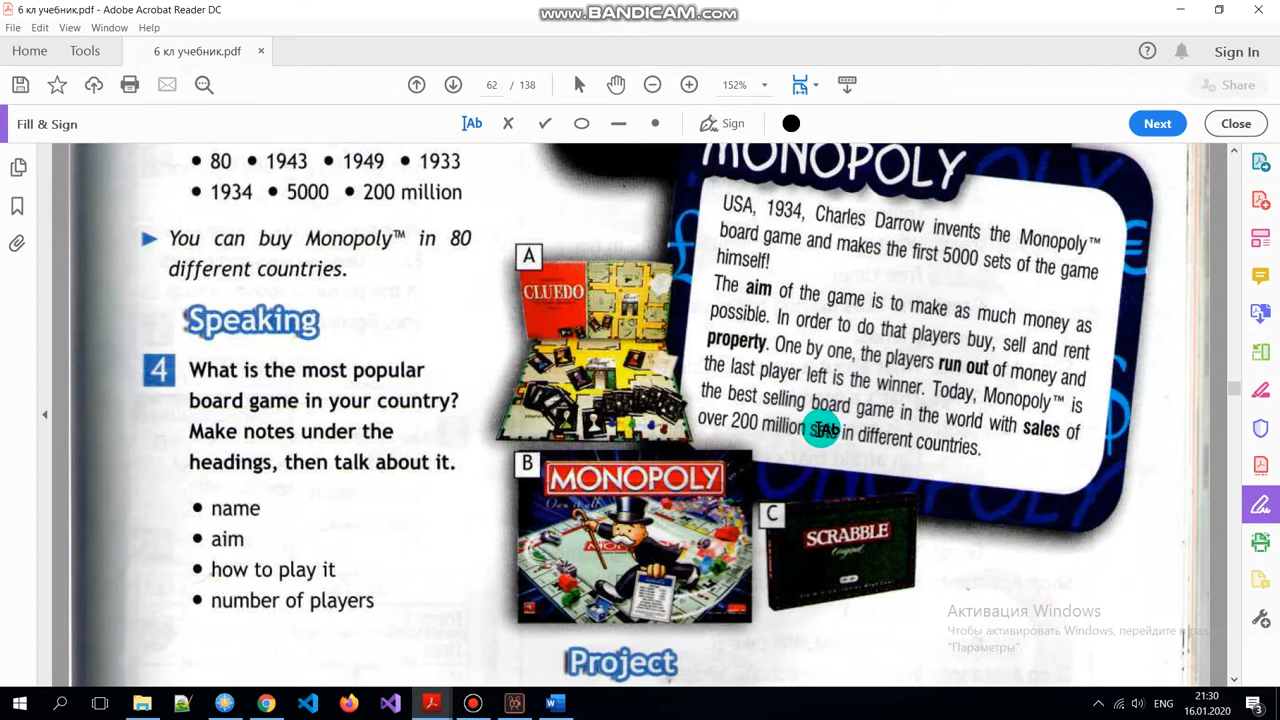 6 кл учебник.pdf - Adobe Acrobat Reader DC
www.BANDICAM.com
File Edit View Window Help
Home Tools 6 кл учебник.pdf × Sign In
62 / 138 152% Share
Fill & Sign Ab Sign Next Close
• 80 • 1943 • 1949 • 1933
• 1934 • 5000 • 200 million
You can buy Monopoly™ in 80
different countries.
Speaking
4 What is the most popular
board game in your country?
Make notes under the
headings, then talk about it.
• name
• aim
• how to play it
• number of players
MONOPOLY
USA, 1934, Charles Darrow invents the Monopoly™
board game and makes the first 5000 sets of the game
himself!
The aim of the game is to make as much money as
possible. In order to do that players buy, sell and rent
property. One by one, the players run out of money and
the last player left is the winner. Today, Monopoly™ is
the best selling board game in the world with sales of
over 200 million in different countries.
A
CLUEDO
B
MONOPOLY
C
SCRABBLE
Project
Активация Windows
Чтобы активировать Windows, перейдите в раз
"Параметры".
ENG
21:30
16.01.2020
3